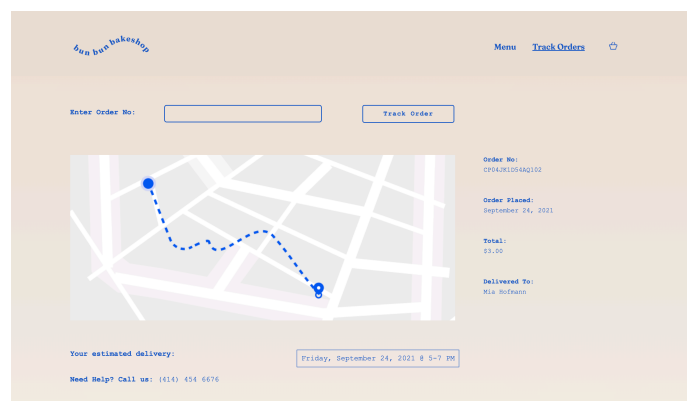 bun bun bakeshop
Menu Track Orders
Enter Order No: Track Order
Order No:
CP04JM1D54AQ102
Order Placed:
September 24, 2021
Total:
$3.00
Delivered To:
Mia Hofmann
Your estimated delivery: Friday, September 24, 2021 @ 5-7 PM
Need Help? Call us: (414) 454 6676